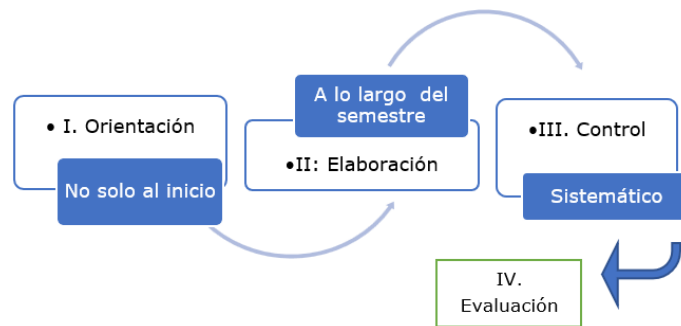 • I. Orientación
No solo al inicio
A lo largo  del
semestre
•II: Elaboración
•III. Control
Sistemático
IV.
Evaluación